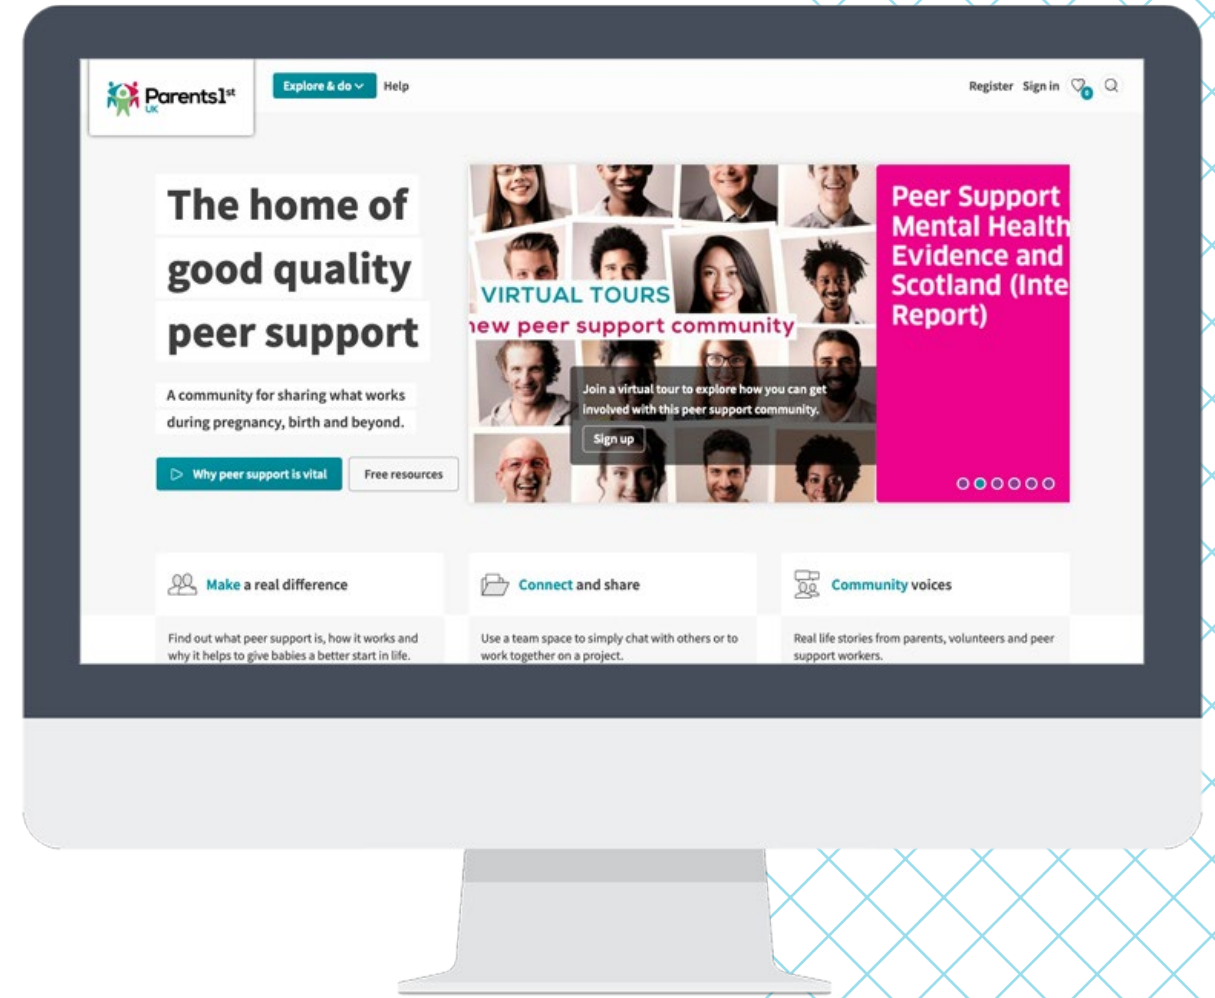 Parents1st
UK
Explore & do
Help
Register
Sign in
0
The home of
good quality
peer support
A community for sharing what works
during pregnancy, birth and beyond.
Why peer support is vital
Free resources
VIRTUAL TOURS
new peer support community
Join a virtual tour to explore how you can get
involved with this peer support community.
Sign up
Peer Support
Mental Health
Evidence and
Scotland (Inte
Report)
Make a real difference
Find out what peer support is, how it works and
why it helps to give babies a better start in life.
Connect and share
Use a team space to simply chat with others or to
work together on a project.
Community voices
Real life stories from parents, volunteers and peer
support workers.